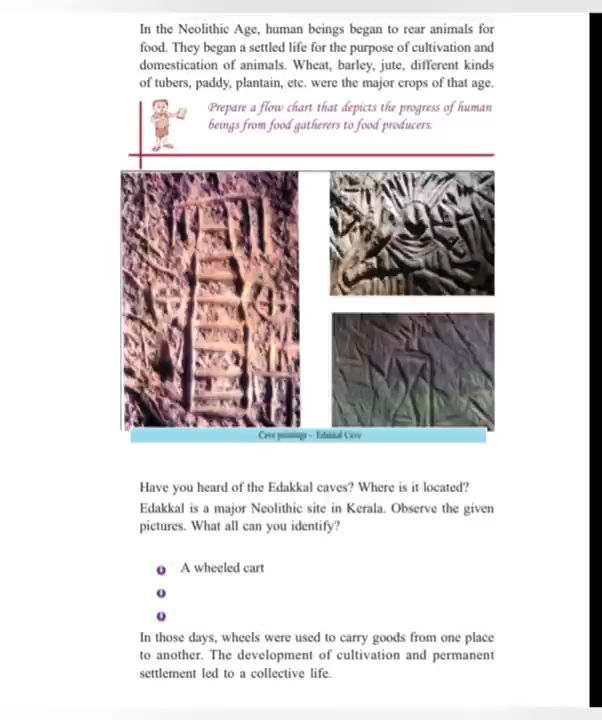 In the Neolithic Age, human beings began to rear animals for
food. They began a settled life for the purpose of cultivation and
domestication of animals. Wheat, barley, jute, different kinds
of tubers, paddy, plantain, etc. were the major crops of that age.
Prepare a flow chart that depicts the progress of human
beings from food gatherers to food producers.
Cave paintings - Edakkal Cave
Have you heard of the Edakkal caves? Where is it located?
Edakkal is a major Neolithic site in Kerala. Observe the given
pictures. What all can you identify?
A wheeled cart
In those days, wheels were used to carry goods from one place
to another. The development of cultivation and permanent
settlement led to a collective life.